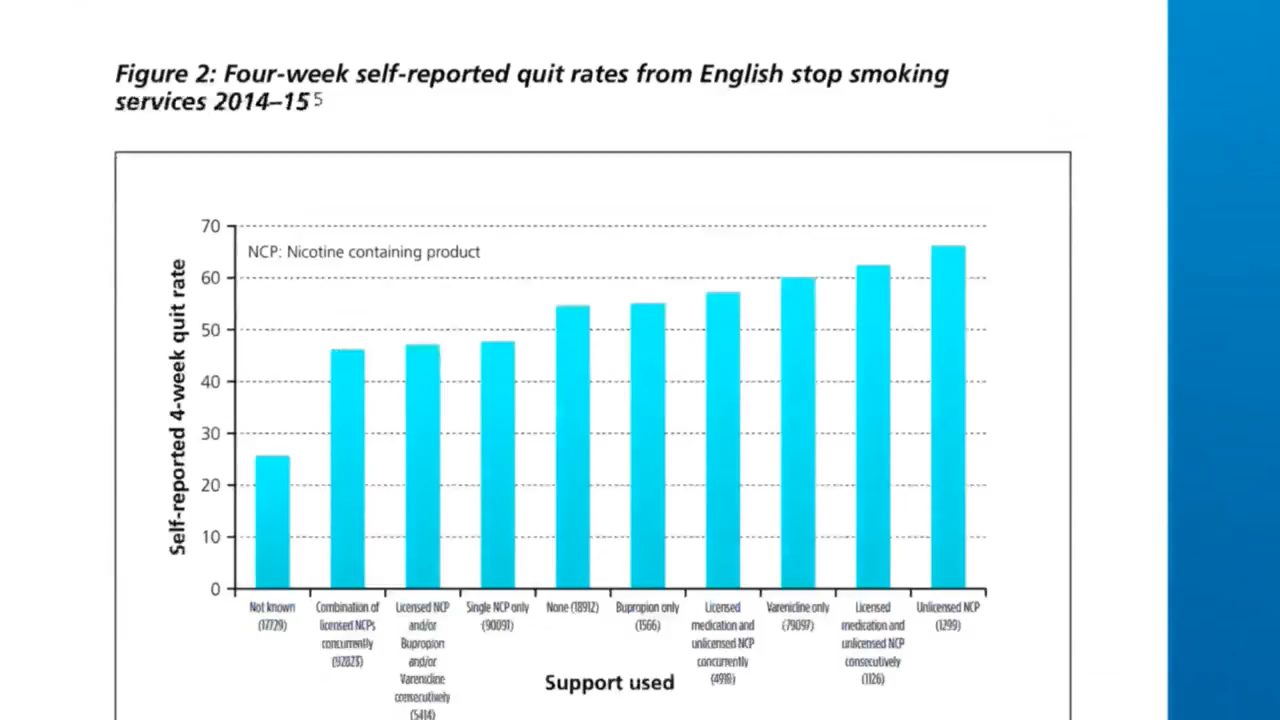 Figure 2: Four-week self-reported quit rates from English stop smoking
services 2014–15 5
70
NCP: Nicotine containing product
60
50
40
30
20
10
0
Self-reported 4-week quit rate
Not known
(17729)
Combination of
licensed NCPs
concurrently
(92823)
Licensed NCP
and/or
Bupropion
and/or
Varenicline
consecutively
(5414)
Single NCP only
(90091)
None (18912)
Bupropion only
(1566)
Licensed
medication and
unlicensed NCP
concurrently
Varenicline only
(79097)
Licensed
medication and
unlicensed NCP
consecutively
(1126)
Unlicensed NCP
(1299)
Support used